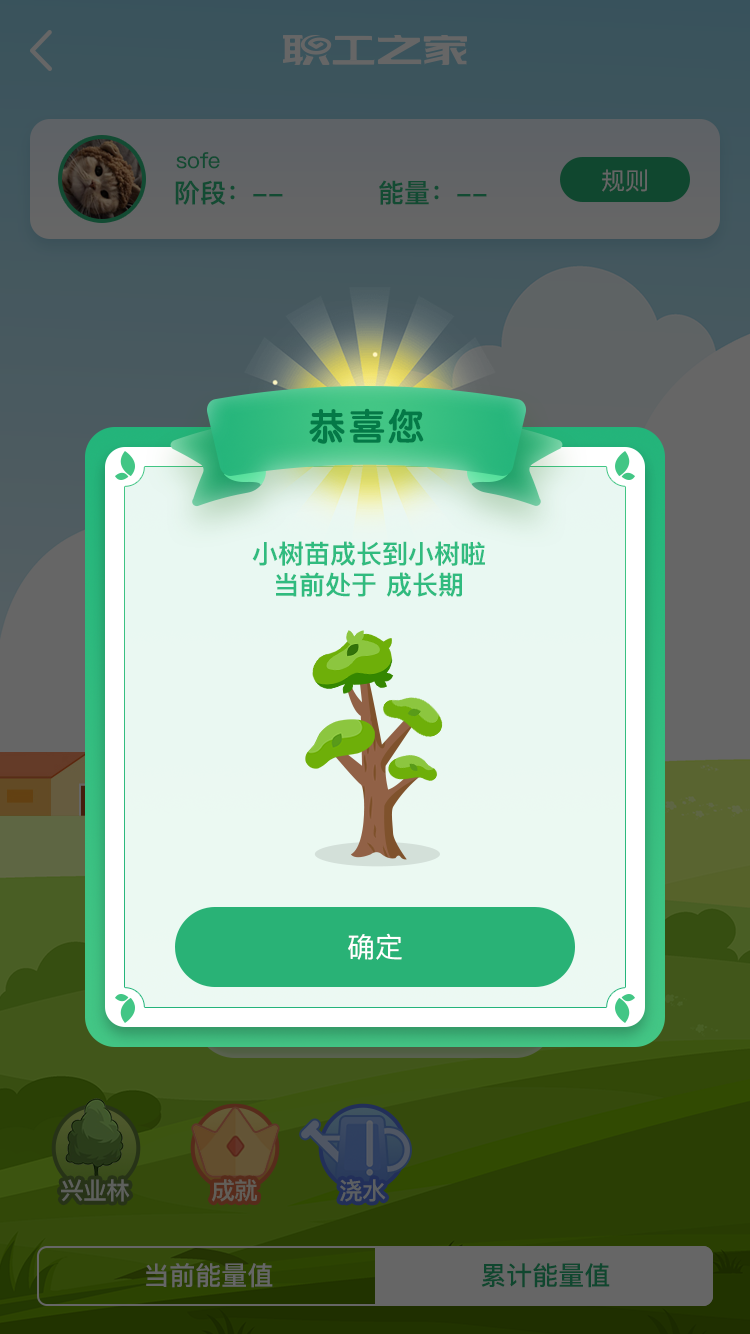 职工之家
sofe
阶段：-- 能量：-- 规则
恭喜您
小树苗成长到小树啦
当前处于 成长期
确定
兴业林 成就 浇水
当前能量值 累计能量值